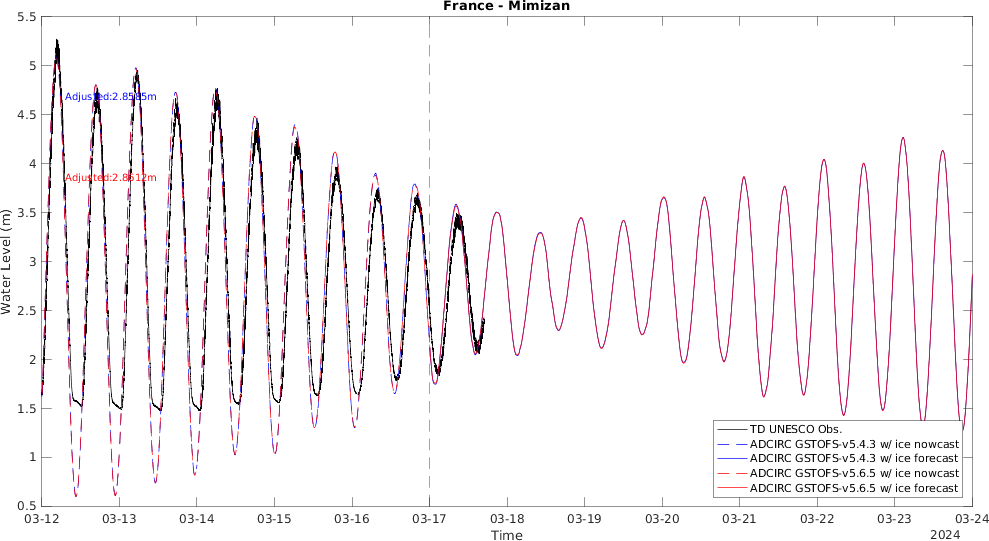 France - Mimizan
5.5
5
4.5
4
3.5
3
2.5
2
1.5
1
0.5
Water Level (m)
Adjusted:2.8585m
Adjusted:2.8612m
TD UNESCO Obs.
ADCIRC GSTOFS-v5.4.3 w/ ice nowcast
ADCIRC GSTOFS-v5.4.3 w/ ice forecast
ADCIRC GSTOFS-v5.6.5 w/ ice nowcast
ADCIRC GSTOFS-v5.6.5 w/ ice forecast
03-12 03-13 03-14 03-15 03-16 03-17 03-18 03-19 03-20 03-21 03-22 03-23 03-24
Time
2024